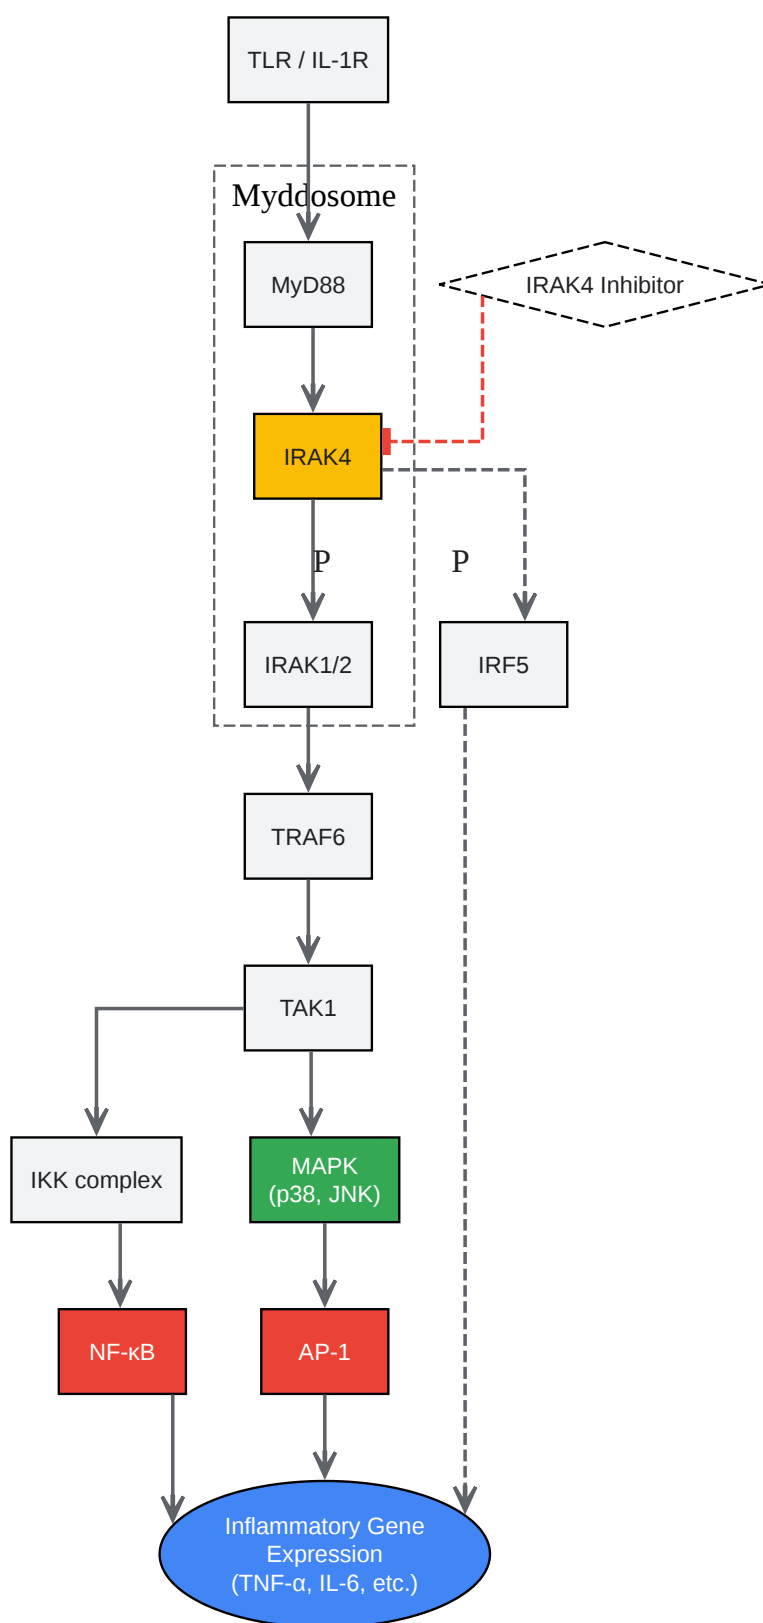 TLR / IL-1R
Myddosome
MyD88
IRAK4 Inhibitor
IRAK4
P
P
IRAK1/2
IRF5
TRAF6
TAK1
IKK complex
MAPK
(p38, JNK)
NF-κB
AP-1
Inflammatory Gene
Expression
(TNF-α, IL-6, etc.)